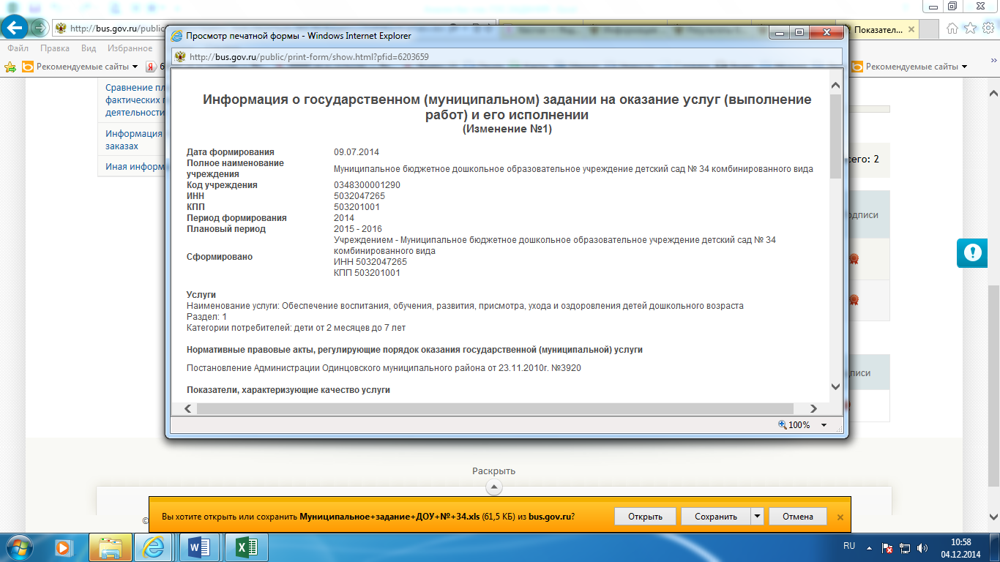 http://bus.gov.ru/public
Показател...
Файл Правка Вид Избранное
Рекомендуемые сайты
Рекомендуемые сайты
Просмотр печатной формы - Windows Internet Explorer
http://bus.gov.ru/public/print-form/show.html?pfid=6203659
Сравнение
фактических
деятельности
Информация
заказах
Иная информ
Информация о государственном (муниципальном) задании на оказание услуг (выполнение
работ) и его исполнении
(Изменение №1)
Дата формирования 09.07.2014
Полное наименование
учреждения Муниципальное бюджетное дошкольное образовательное учреждение детский сад № 34 комбинированного вида
Код учреждения 0348300001290
ИНН 5032047265
КПП 503201001
Период формирования 2014
Плановый период 2015 - 2016
Сформировано Учреждением - Муниципальное бюджетное дошкольное образовательное учреждение детский сад № 34
комбинированного вида
ИНН 5032047265
КПП 503201001
Услуги
Наименование услуги: Обеспечение воспитания, обучения, развития, присмотра, ухода и оздоровления детей дошкольного возраста
Раздел: 1
Категории потребителей: дети от 2 месяцев до 7 лет
Нормативные правовые акты, регулирующие порядок оказания государственной (муниципальной) услуги
Постановление Администрации Одинцовского муниципального района от 23.11.2010г. №3920
Показатели, характеризующие качество услуги
100%
сего: 2
одписи
писи
Раскрыть
©
Вы хотите открыть или сохранить Муниципальное+задание+ДОУ+№+34.xls (61,5 КБ) из bus.gov.ru?
Открыть Сохранить Отмена
RU
10:58
04.12.2014